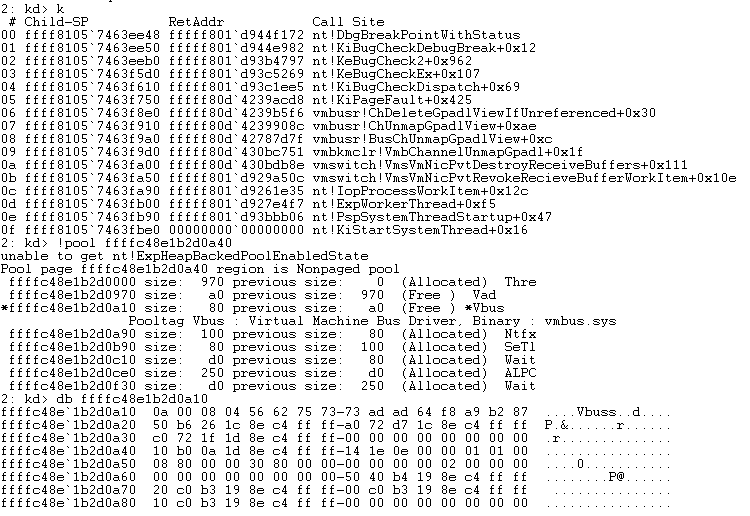 2: kd> k
 # Child-SP          RetAddr           Call Site
00 ffff8105`7463ee48 fffff801`d944f172 nt!DbgBreakPointWithStatus
01 ffff8105`7463ee50 fffff801`d944e982 nt!KiBugCheckDebugBreak+0x12
02 ffff8105`7463eeb0 fffff801`d93b4797 nt!KeBugCheck2+0x962
03 ffff8105`7463f5d0 fffff801`d93c5269 nt!KeBugCheckEx+0x107
04 ffff8105`7463f610 fffff801`d93c1ee5 nt!KiBugCheckDispatch+0x69
05 ffff8105`7463f750 fffff80d`4239acd8 nt!KiPageFault+0x425
06 ffff8105`7463f8e0 fffff80d`4239b5f6 vmbusr!ChDeleteGpadlViewIfUnreferenced+0x30
07 ffff8105`7463f910 fffff80d`4239908c vmbusr!ChUnmapGpadlView+0xae
08 ffff8105`7463f9a0 fffff80d`42787d7f vmbusr!BusChUnmapGpadlView+0xc
09 ffff8105`7463f9d0 fffff80d`430bc751 vmbkmclr!VmbChannelUnmapGpadl+0x1f
0a ffff8105`7463fa00 fffff80d`430bdb8e vmswitch!VmsVmNicPvtDestroyReceiveBuffers+0x111
0b ffff8105`7463fa50 fffff801`d929a50c vmswitch!VmsVmNicPvtRevokeRecieveBufferWorkItem+0x10e
0c ffff8105`7463fa90 fffff801`d9261e35 nt!IopProcessWorkItem+0x12c
0d ffff8105`7463fb00 fffff801`d927e4f7 nt!ExpWorkerThread+0xf5
0e ffff8105`7463fb90 fffff801`d93bbb06 nt!PspSystemThreadStartup+0x47
0f ffff8105`7463fbe0 00000000`00000000 nt!KiStartSystemThread+0x16
2: kd> !pool ffffc48e1b2d0a40
unable to get nt!ExpHeapBackedPoolEnabledState
Pool page ffffc48e1b2d0a40 region is Nonpaged pool
 ffffc48e1b2d0000 size:  970 previous size:    0  (Allocated)  Thre
 ffffc48e1b2d0970 size:   a0 previous size:  970  (Free )  Vad
*ffffc48e1b2d0a10 size:   80 previous size:   a0  (Free ) *Vbus
Pooltag Vbus : Virtual Machine Bus Driver, Binary : vmbus.sys
 ffffc48e1b2d0a90 size:  100 previous size:   80  (Allocated)  Ntfx
 ffffc48e1b2d0b90 size:   80 previous size:  100  (Allocated)  SeTl
 ffffc48e1b2d0c10 size:   d0 previous size:   80  (Allocated)  Wait
 ffffc48e1b2d0ce0 size:  250 previous size:   d0  (Allocated)  ALPC
 ffffc48e1b2d0f30 size:   d0 previous size:  250  (Allocated)  Wait
2: kd> db ffffc48e1b2d0a10
ffffc48e`1b2d0a10  0a 00 08 04 56 62 75 73-73 ad ad 64 f8 a9 b2 87  ....Vbuss..d....
ffffc48e`1b2d0a20  50 b6 26 1c 8e c4 ff ff-a0 72 d7 1c 8e c4 ff ff  P.&......r......
ffffc48e`1b2d0a30  c0 72 1f 1d 8e c4 ff ff-00 00 00 00 00 00 00 00  .r..............
ffffc48e`1b2d0a40  10 b0 0a 1d 8e c4 ff ff-14 1e 0e 00 00 01 01 00  ................
ffffc48e`1b2d0a50  08 80 00 00 30 80 00 00-00 00 00 00 02 00 00 00  ....0...........
ffffc48e`1b2d0a60  00 00 00 00 00 00 00 00-50 40 b4 19 8e c4 ff ff  ........P@......
ffffc48e`1b2d0a70  20 c0 b3 19 8e c4 ff ff-00 c0 b3 19 8e c4 ff ff   ...............
ffffc48e`1b2d0a80  10 c0 b3 19 8e c4 ff ff-00 00 00 00 00 00 00 00  ................